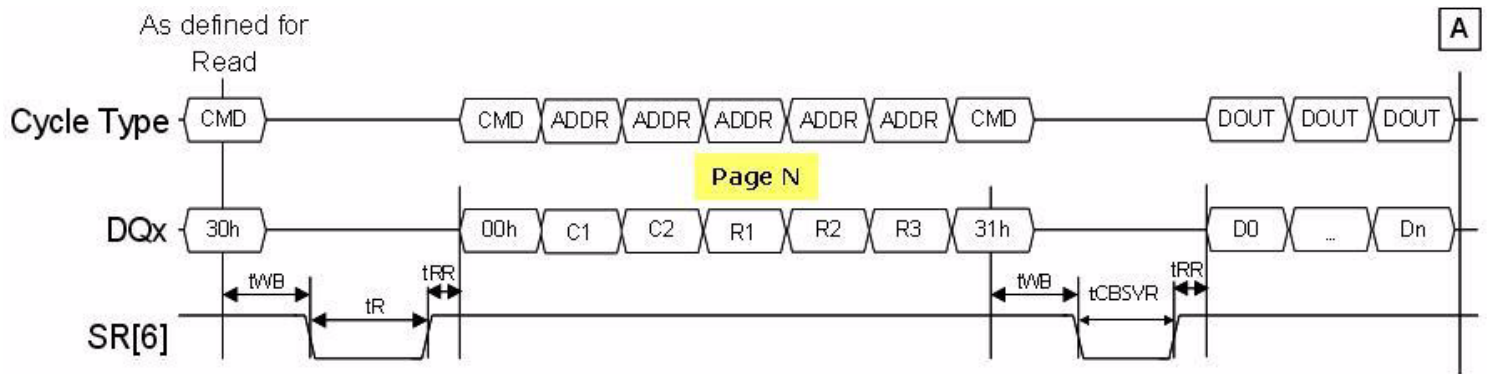 As defined for
Read
A
Cycle Type CMD CMD ADDR ADDR ADDR ADDR ADDR CMD DOUT DOUT DOUT
Page N
DQx 30h 00h C1 C2 R1 R2 R3 31h D0 ... Dn
tWB tR tRR tWB tCBSYR tRR
SR[6]